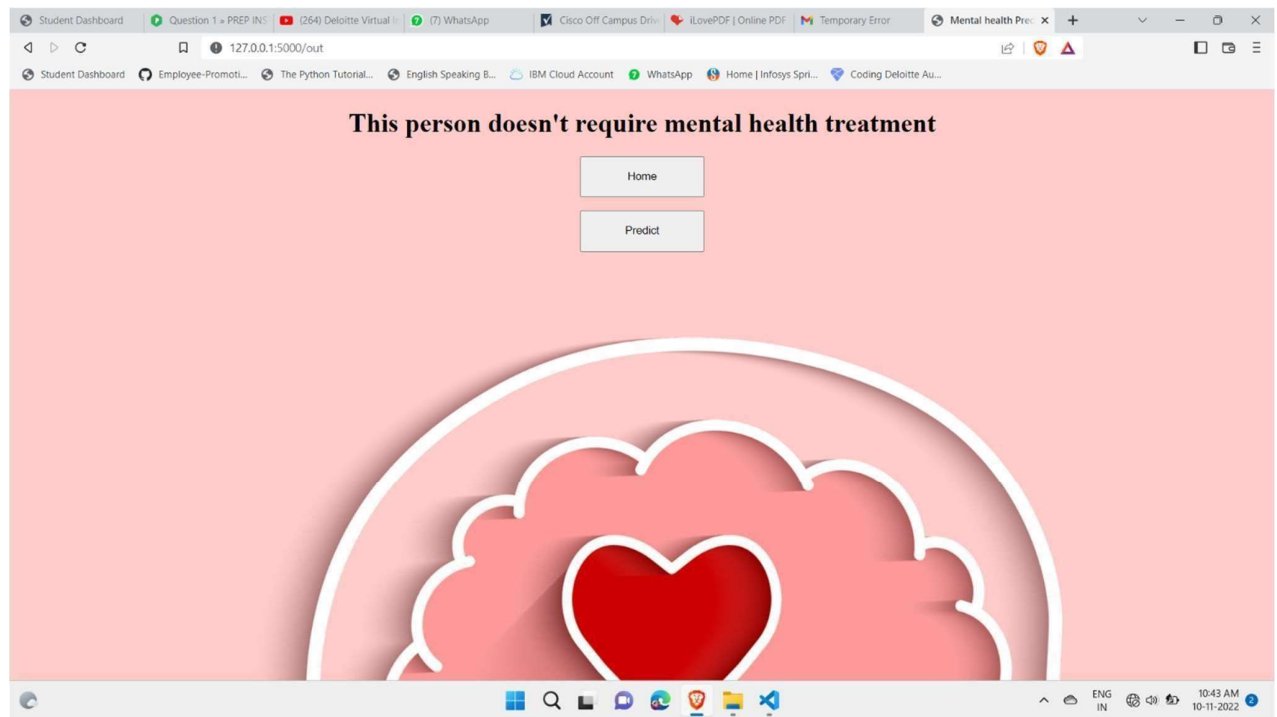 Student Dashboard Question 1 » PREP INS (264) Deloitte Virtual I (7) WhatsApp Cisco Off Campus Driv iLovePDF | Online PDF Temporary Error Mental health Prec
127.0.0.1:5000/out
Student Dashboard Employee-Promoti... The Python Tutorial... English Speaking B... IBM Cloud Account WhatsApp Home | Infosys Spri... Coding Deloitte Au...
This person doesn't require mental health treatment
Home
Predict
ENG 10:43 AM
IN 10-11-2022 2